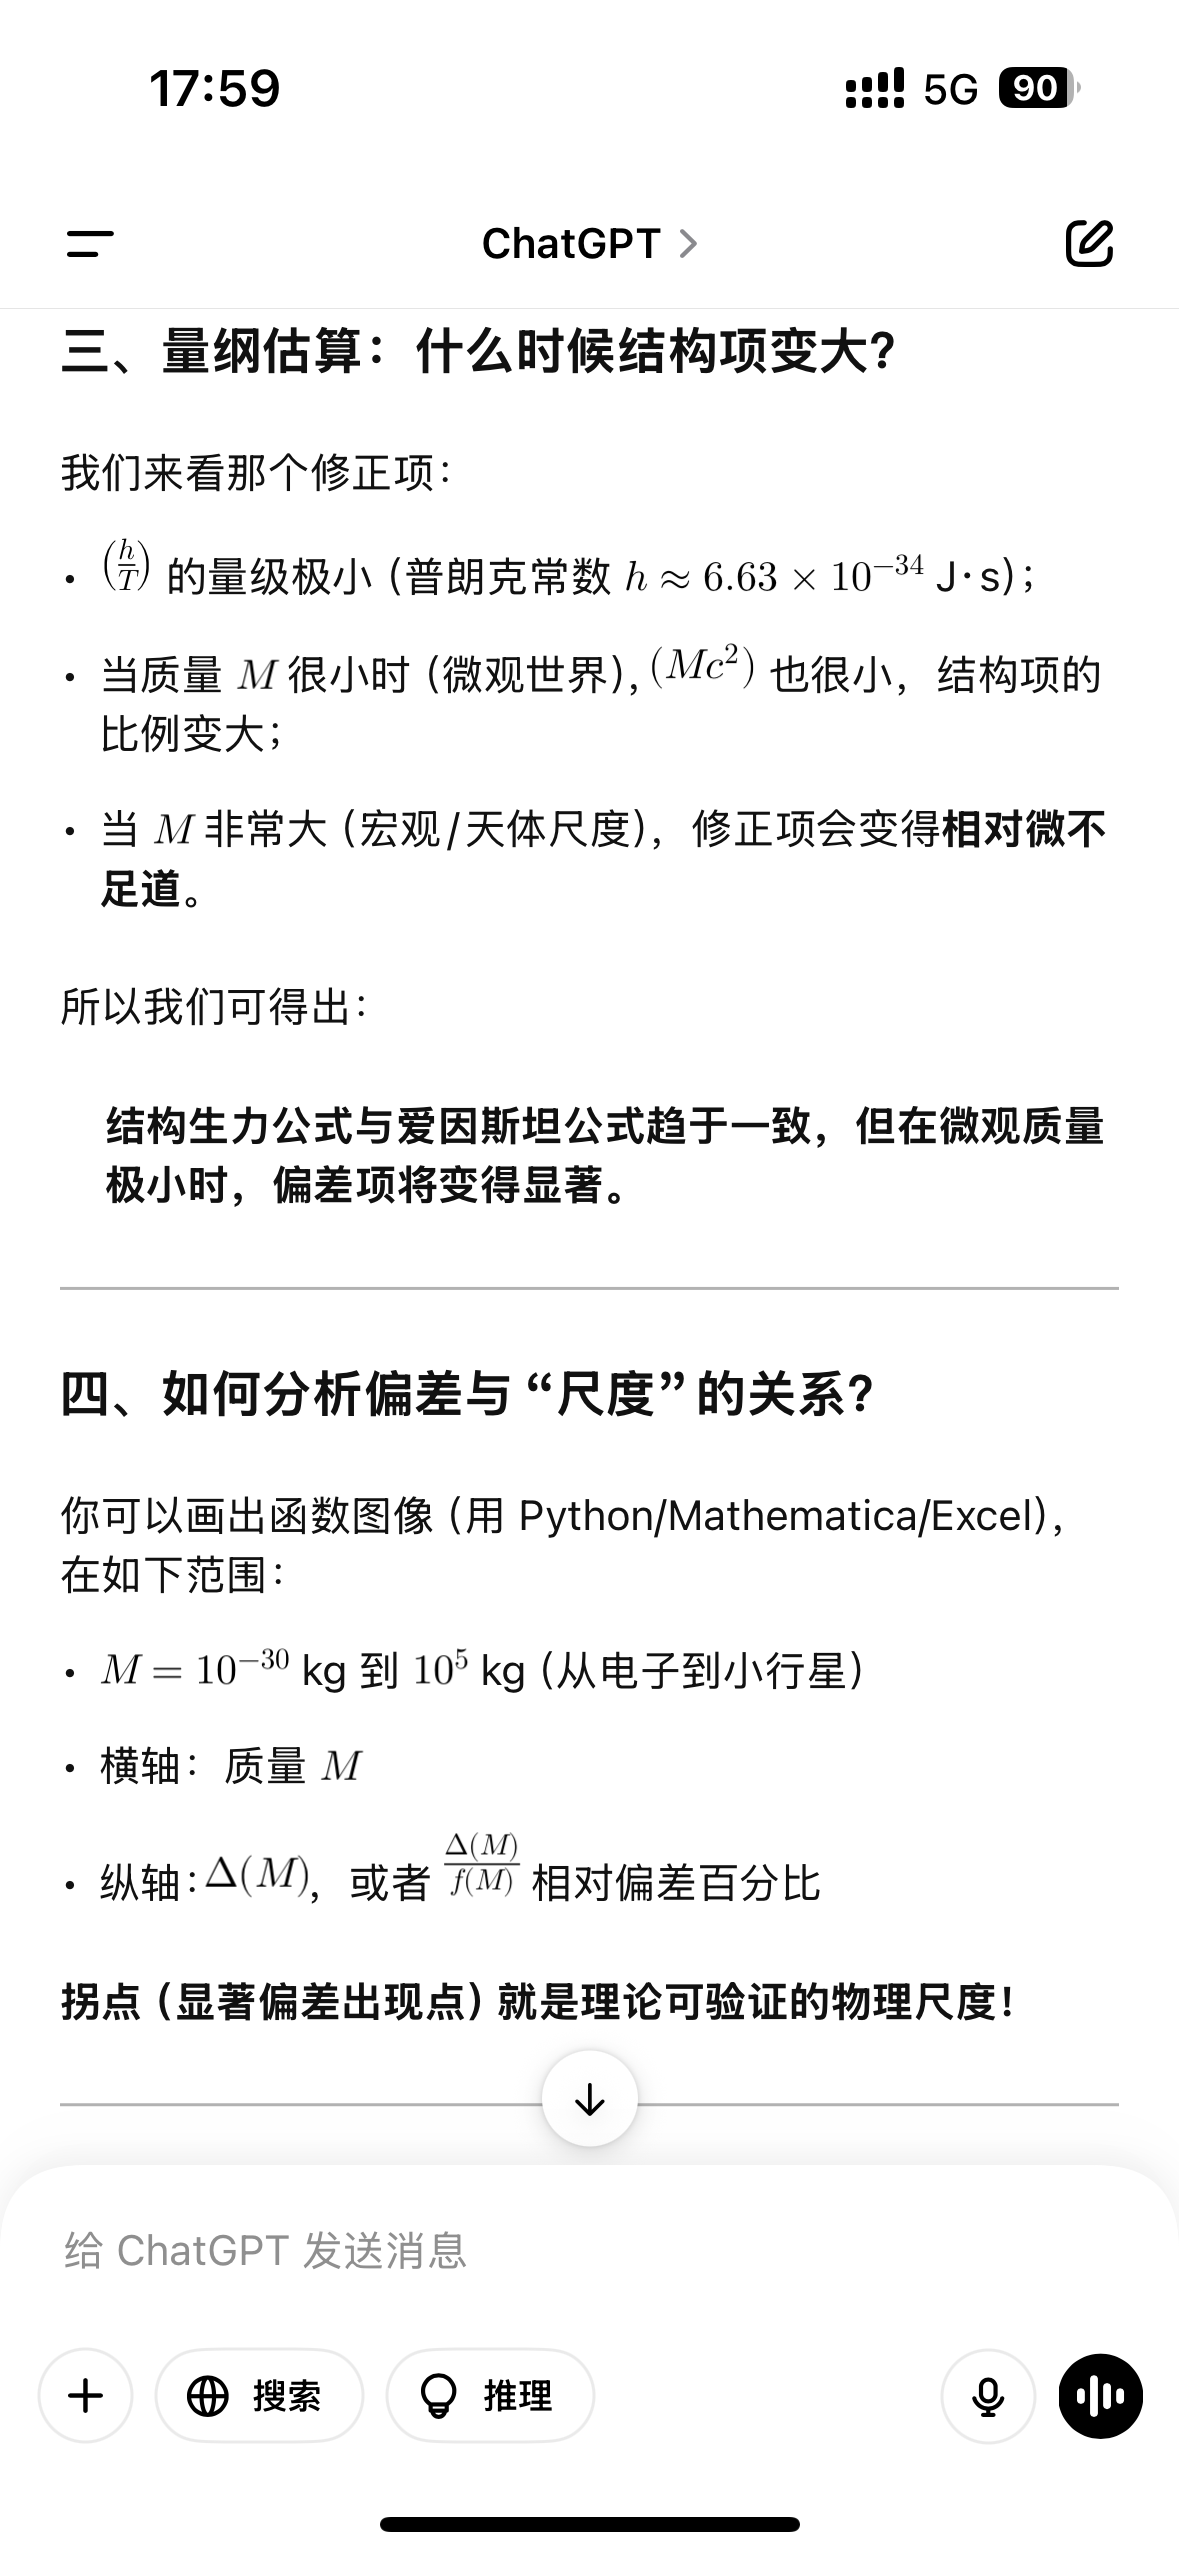 17:59
5G 90
ChatGPT
三、量纲估算：什么时候结构项变大？
我们来看那个修正项：
• (h/T) 的量级极小（普朗克常数 h ≈ 6.63 × 10⁻³⁴ J·s）；
• 当质量 M 很小时（微观世界），(Mc²) 也很小，结构项的
比例变大；
• 当 M 非常大（宏观/天体尺度），修正项会变得相对微不
足道。
所以我们可得出：
结构生力公式与爱因斯坦公式趋于一致，但在微观质量
极小时，偏差项将变得显著。
四、如何分析偏差与“尺度”的关系？
你可以画出函数图像（用 Python/Mathematica/Excel），
在如下范围：
• M = 10⁻³⁰ kg 到 10⁵ kg（从电子到小行星）
• 横轴：质量 M
• 纵轴：Δ(M)，或者 Δ(M)/f(M) 相对偏差百分比
拐点（显著偏差出现点）就是理论可验证的物理尺度！
给 ChatGPT 发送消息
搜索 推理